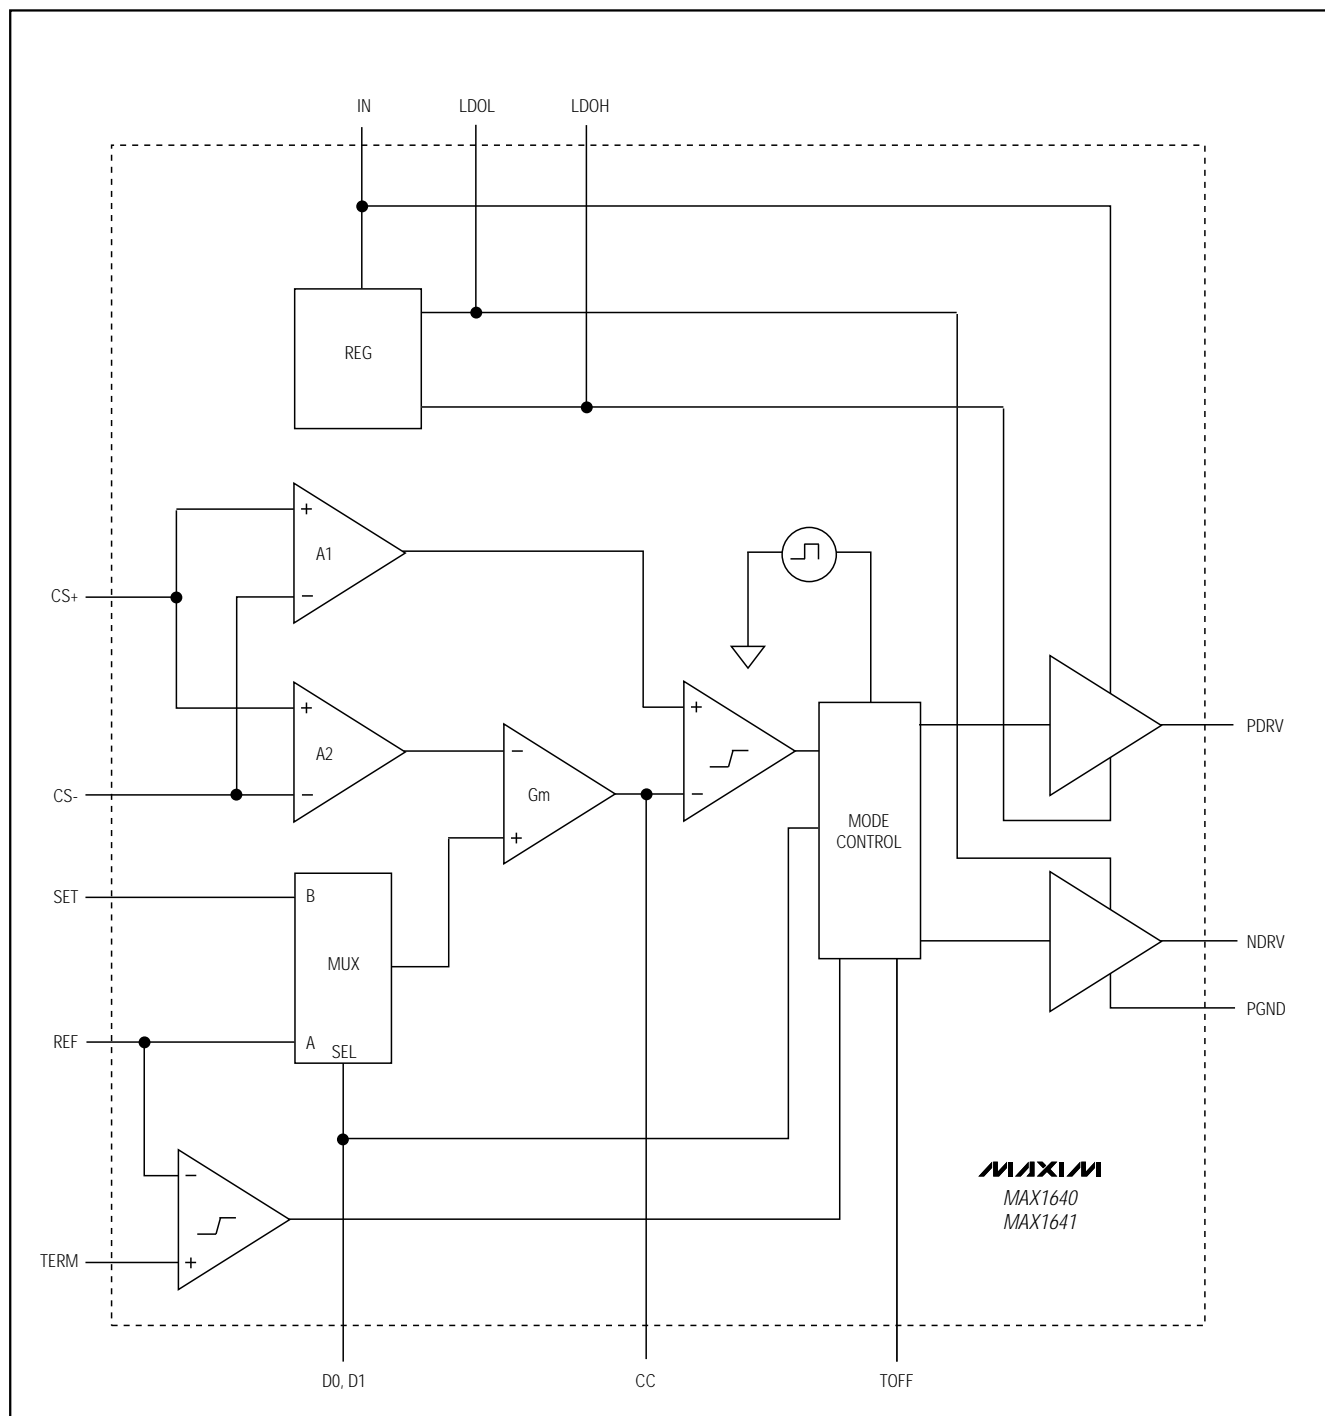 IN
LDOL
LDOH
REG
+
A1
−
CS+
+
A2
−
CS-
−
Gm
+
+
−
MODE
CONTROL
PDRV
SET
B
MUX
NDRV
PGND
REF
A
SEL
−
+
TERM
MAXIM
MAX1640
MAX1641
D0, D1
CC
TOFF